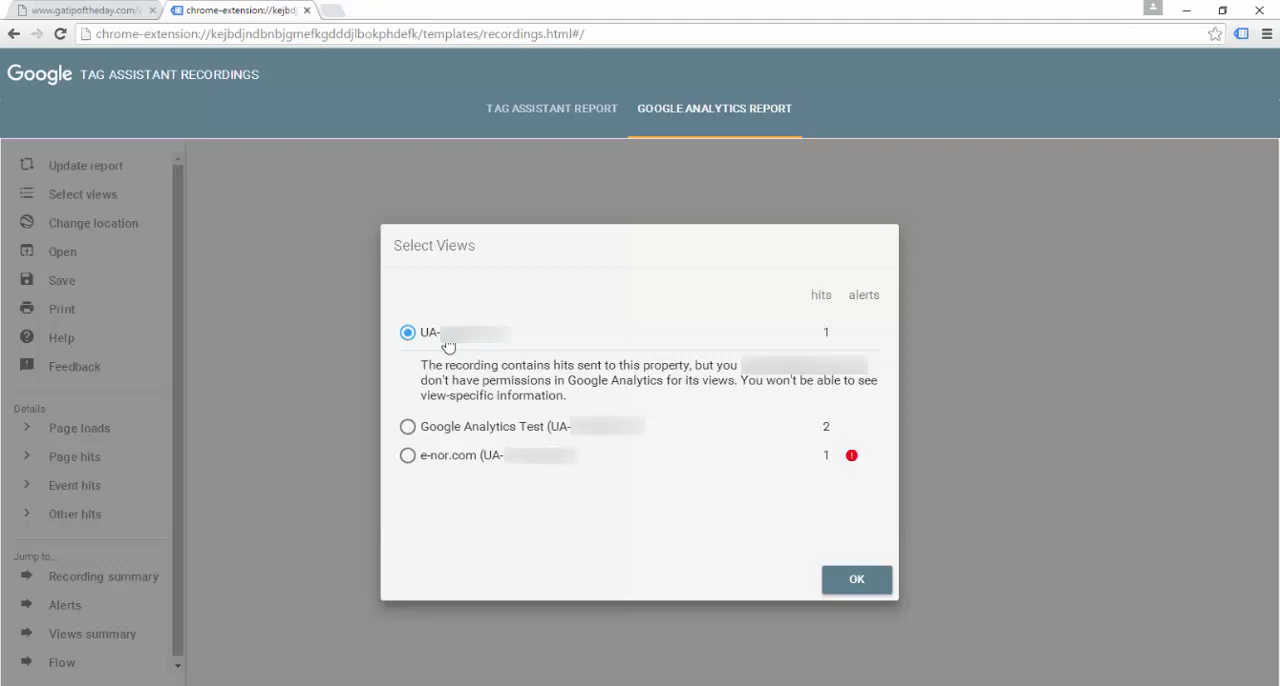 www.gatipoftheday.com/
chrome-extension://kejbdj
chrome-extension://kejbdjndbnbjgmefkgdddjlbokphdefk/templates/recordings.html#/
Google TAG ASSISTANT RECORDINGS
TAG ASSISTANT REPORT
GOOGLE ANALYTICS REPORT
Update report
Select views
Change location
Open
Save
Print
Help
Feedback
Details
Page loads
Page hits
Event hits
Other hits
Jump to...
Recording summary
Alerts
Views summary
Flow
Select Views
hits alerts
UA- 1
The recording contains hits sent to this property, but you
don't have permissions in Google Analytics for its views. You won't be able to see
view-specific information.
Google Analytics Test (UA- 2
e-nor.com (UA- 1
OK